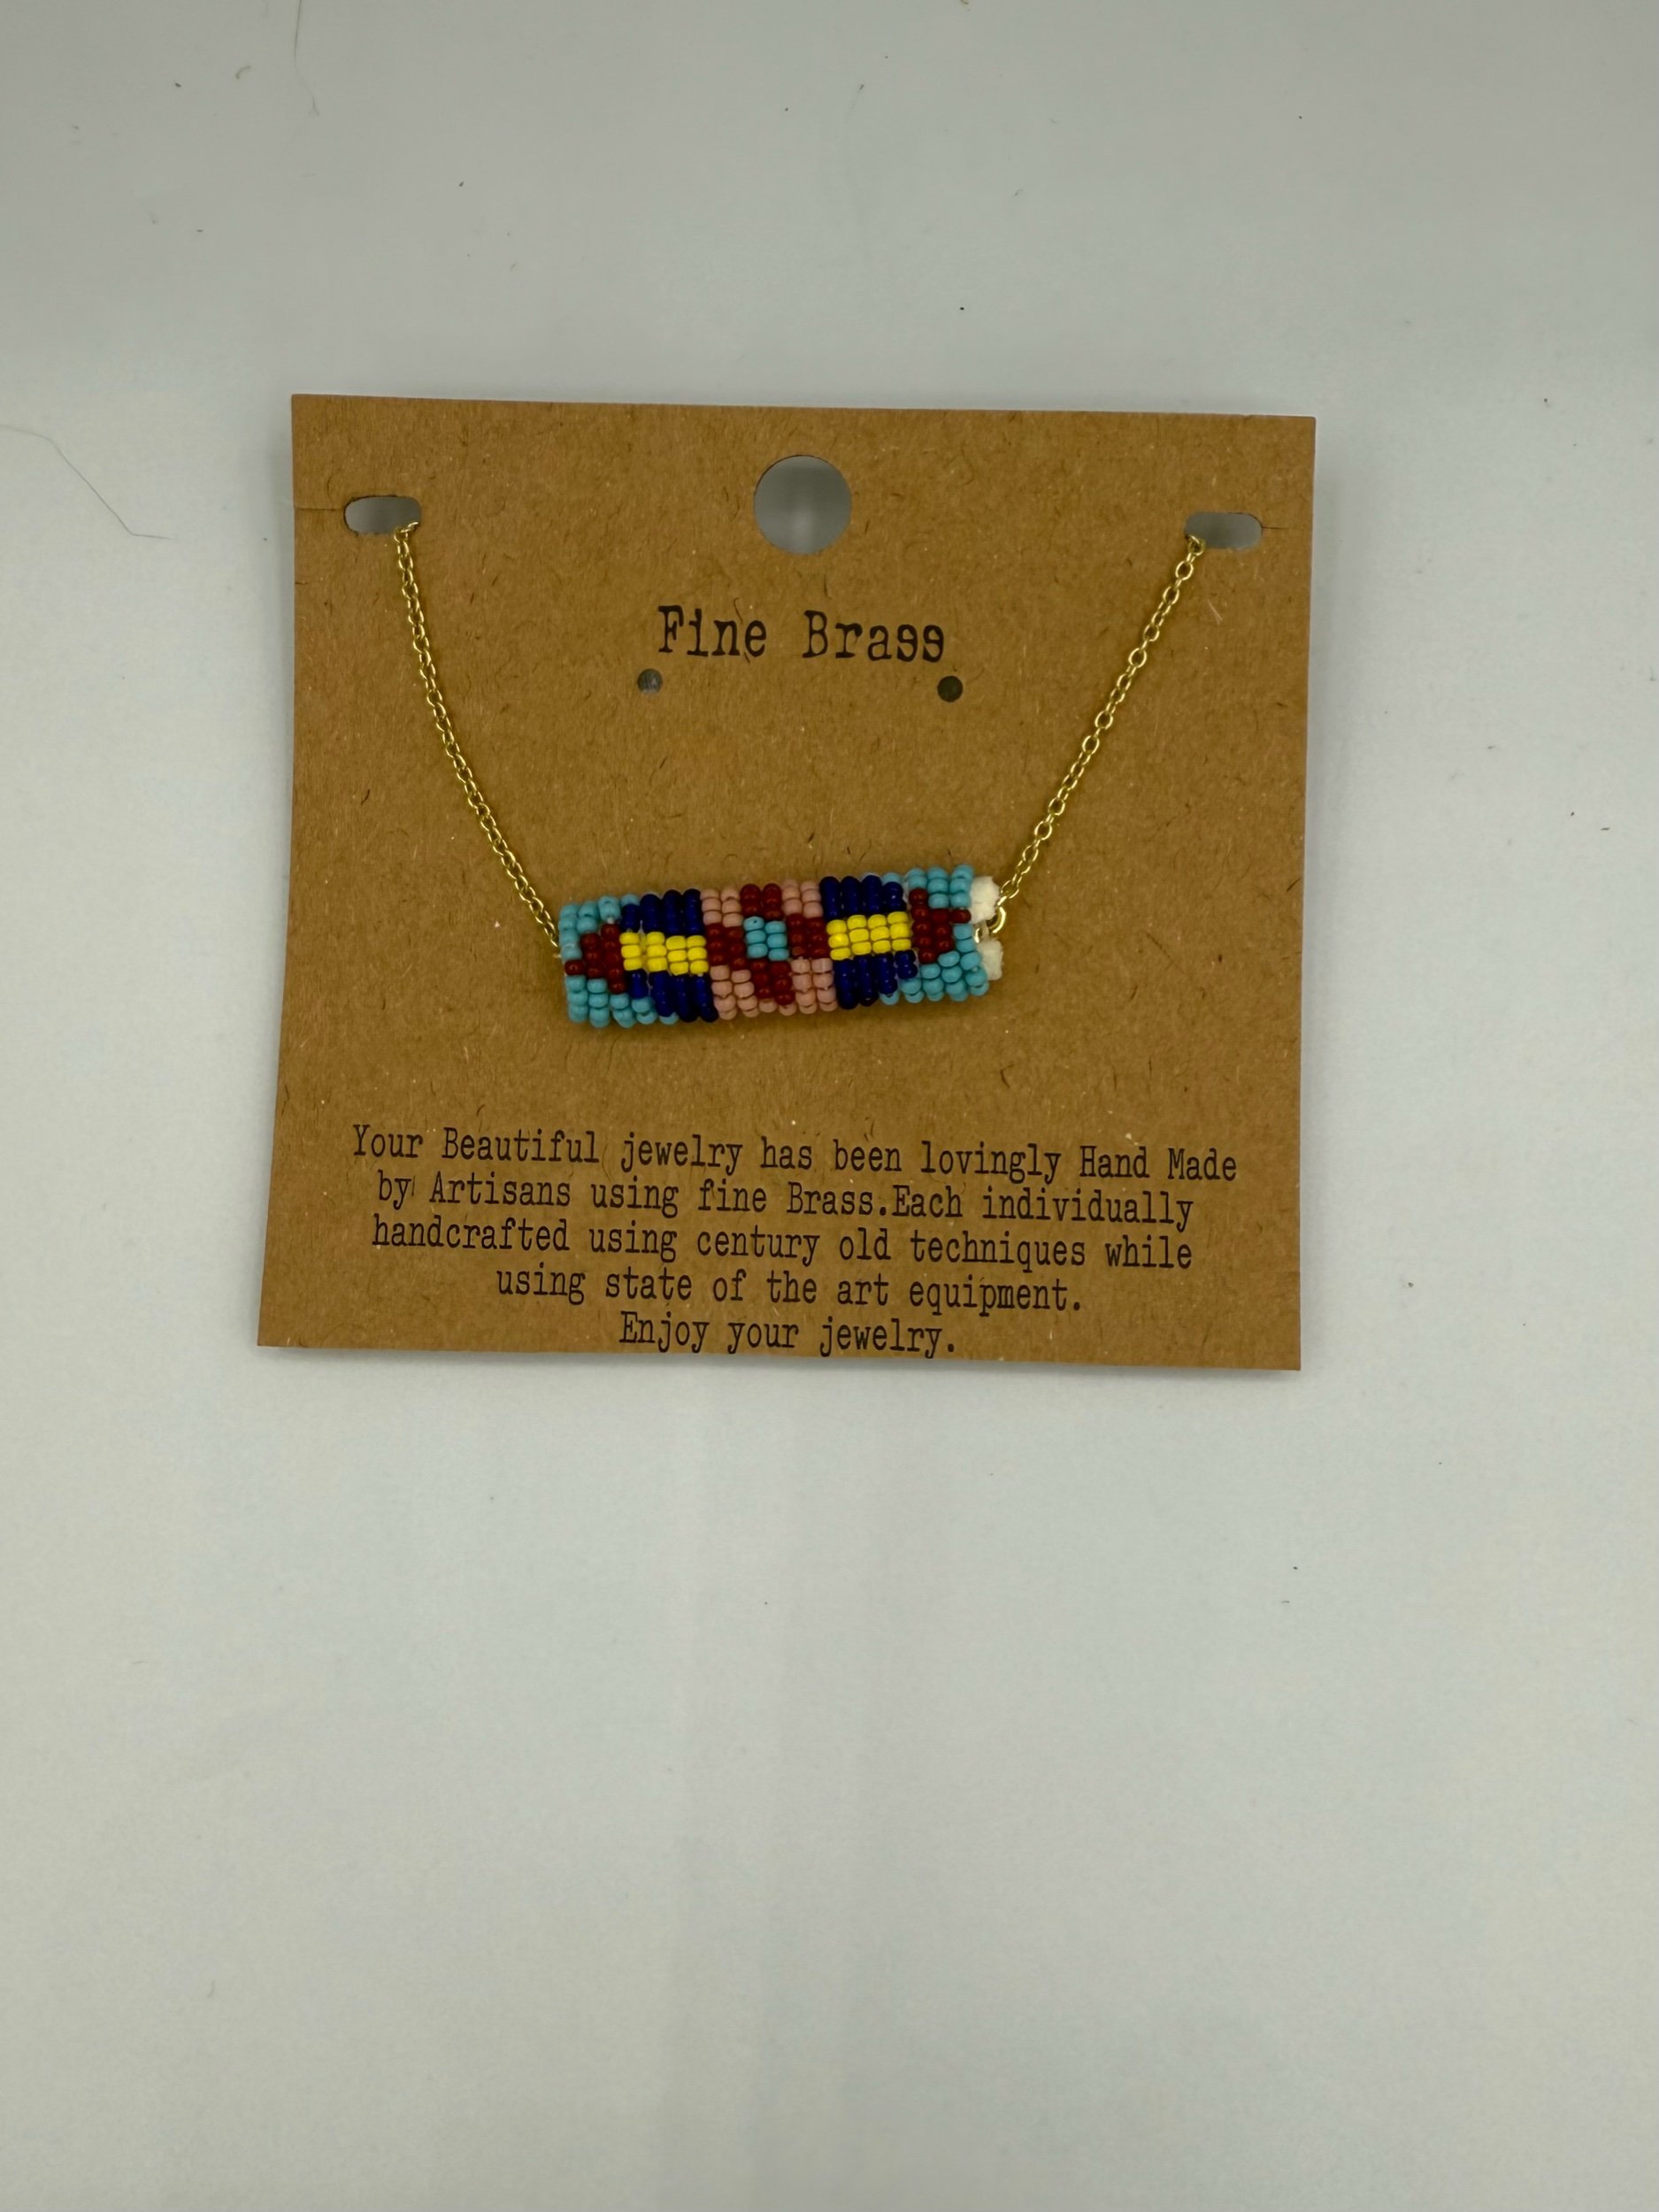 Fine Brass
Your Beautiful jewelry has been lovingly Hand Made
by Artisans using fine Brass.Each individually
handcrafted using century old techniques while
using state of the art equipment.
Enjoy your jewelry.